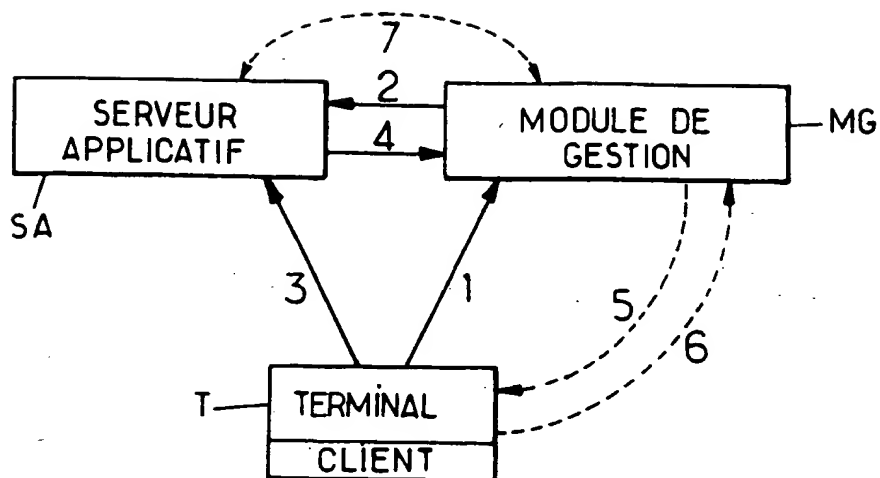 7
SERVEUR
APPLICATIF
2
4
MODULE DE
GESTION
MG
SA
3
1
5
6
T
TERMINAL
CLIENT